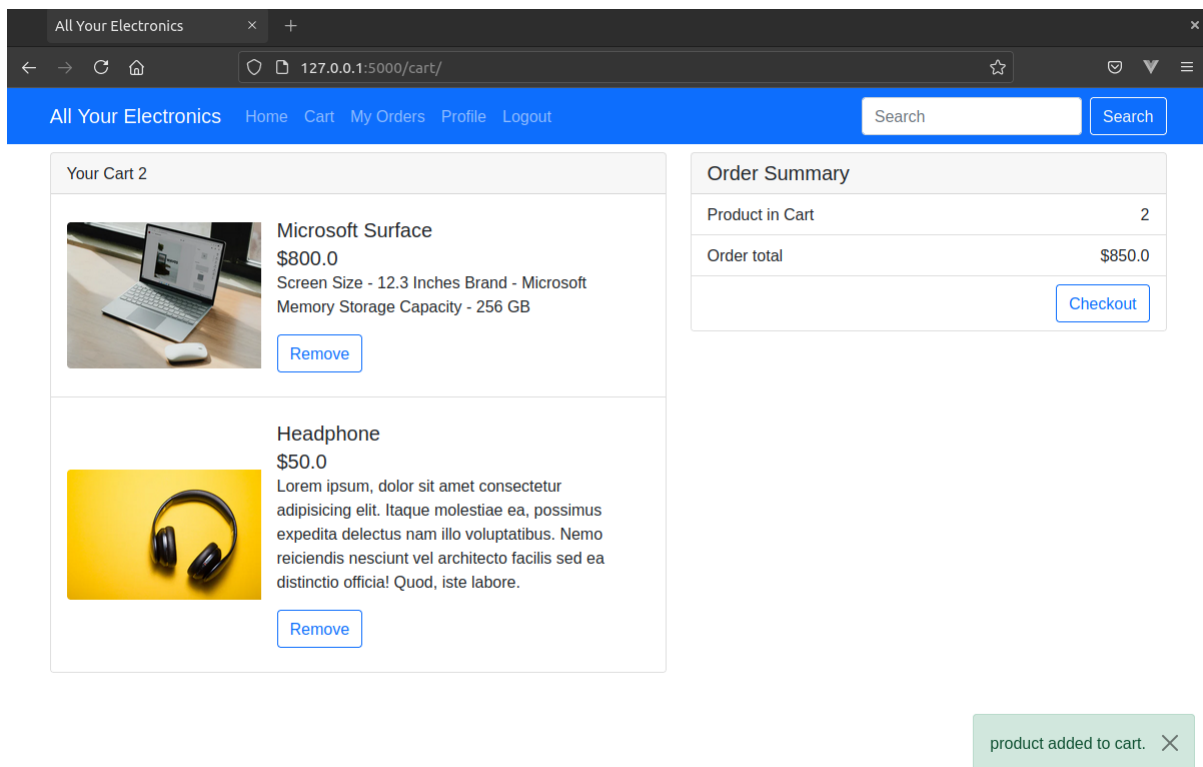 All Your Electronics
127.0.0.1:5000/cart/
All Your Electronics Home Cart My Orders Profile Logout Search Search
Your Cart 2
Microsoft Surface
$800.0
Screen Size - 12.3 Inches Brand - Microsoft
Memory Storage Capacity - 256 GB
Remove
Headphone
$50.0
Lorem ipsum, dolor sit amet consectetur
adipisicing elit. Itaque molestiae ea, possimus
expedita delectus nam illo voluptatibus. Nemo
reiciendis nesciunt vel architecto facilis sed ea
distinctio officia! Quod, iste labore.
Remove
Order Summary
Product in Cart 2
Order total $850.0
Checkout
product added to cart.